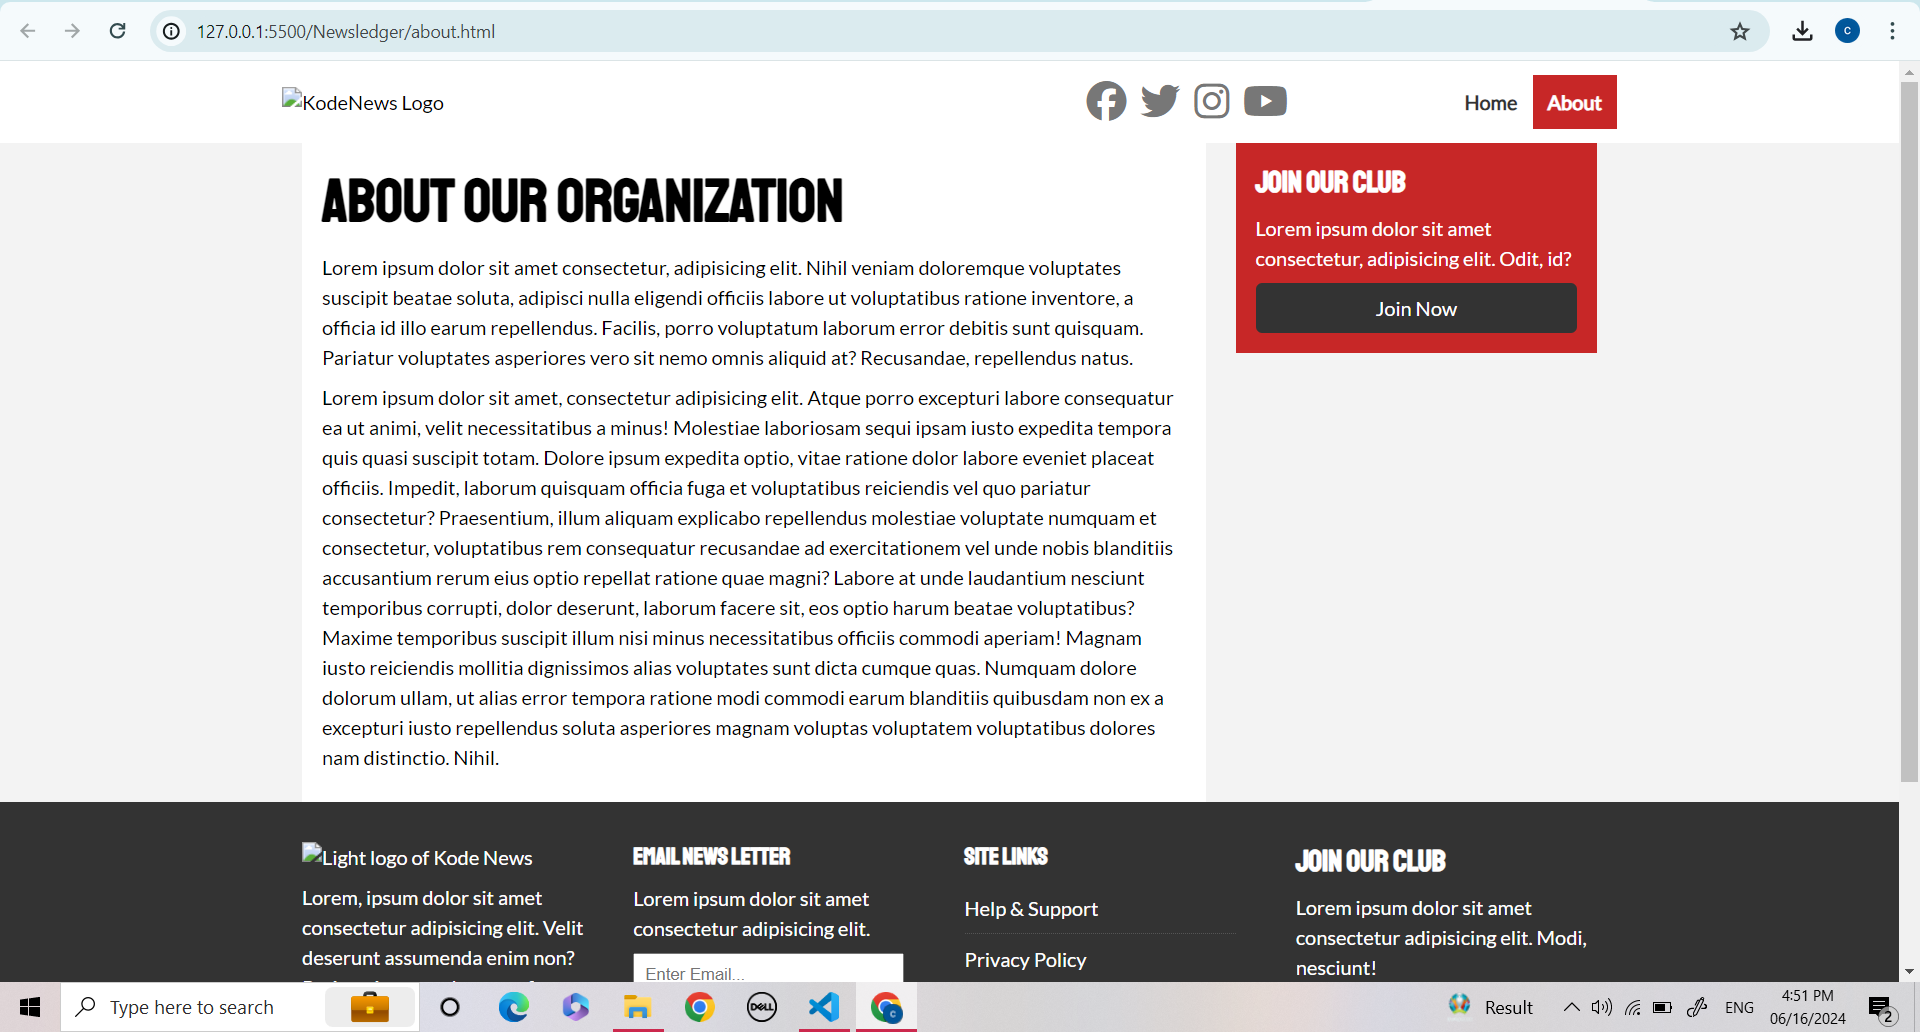 127.0.0.1:5500/Newsledger/about.html
c
KodeNews Logo
Home
About
ABOUT OUR ORGANIZATION
Lorem ipsum dolor sit amet consectetur, adipisicing elit. Nihil veniam doloremque voluptates
suscipit beatae soluta, adipisci nulla eligendi officiis labore ut voluptatibus ratione inventore, a
officia id illo earum repellendus. Facilis, porro voluptatum laborum error debitis sunt quisquam.
Pariatur voluptates asperiores vero sit nemo omnis aliquid at? Recusandae, repellendus natus.
Lorem ipsum dolor sit amet, consectetur adipisicing elit. Atque porro excepturi labore consequatur
ea ut animi, velit necessitatibus a minus! Molestiae laboriosam sequi ipsam iusto expedita tempora
quis quasi suscipit totam. Dolore ipsum expedita optio, vitae ratione dolor labore eveniet placeat
officiis. Impedit, laborum quisquam officia fuga et voluptatibus reiciendis vel quo pariatur
consectetur? Praesentium, illum aliquam explicabo repellendus molestiae voluptate numquam et
consectetur, voluptatibus rem consequatur recusandae ad exercitationem vel unde nobis blanditiis
accusantium rerum eius optio repellat ratione quae magni? Labore at unde laudantium nesciunt
temporibus corrupti, dolor deserunt, laborum facere sit, eos optio harum beatae voluptatibus?
Maxime temporibus suscipit illum nisi minus necessitatibus officiis commodi aperiam! Magnam
iusto reiciendis mollitia dignissimos alias voluptates sunt dicta cumque quas. Numquam dolore
dolorum ullam, ut alias error tempora ratione modi commodi earum blanditiis quibusdam non ex a
excepturi iusto repellendus soluta asperiores magnam voluptas voluptatem voluptatibus dolores
nam distinctio. Nihil.
JOIN OUR CLUB
Lorem ipsum dolor sit amet
consectetur, adipisicing elit. Odit, id?
Join Now
Light logo of Kode News
Lorem, ipsum dolor sit amet
consectetur adipisicing elit. Velit
deserunt assumenda enim non?
EMAIL NEWS LETTER
Lorem ipsum dolor sit amet
consectetur adipisicing elit.
Enter Email...
SITE LINKS
Help & Support
Privacy Policy
JOIN OUR CLUB
Lorem ipsum dolor sit amet
consectetur adipisicing elit. Modi,
nesciunt!
Type here to search
DELL
c
Result
ENG
4:51 PM
06/16/2024
2